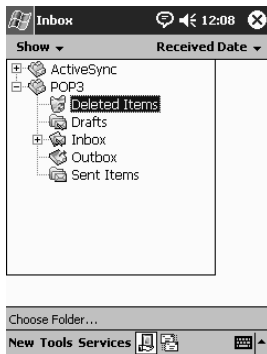 Inbox 12:08
Show Received Date
ActiveSync
POP3
Deleted Items
Drafts
Inbox
Outbox
Sent Items
Choose Folder...
New Tools Services